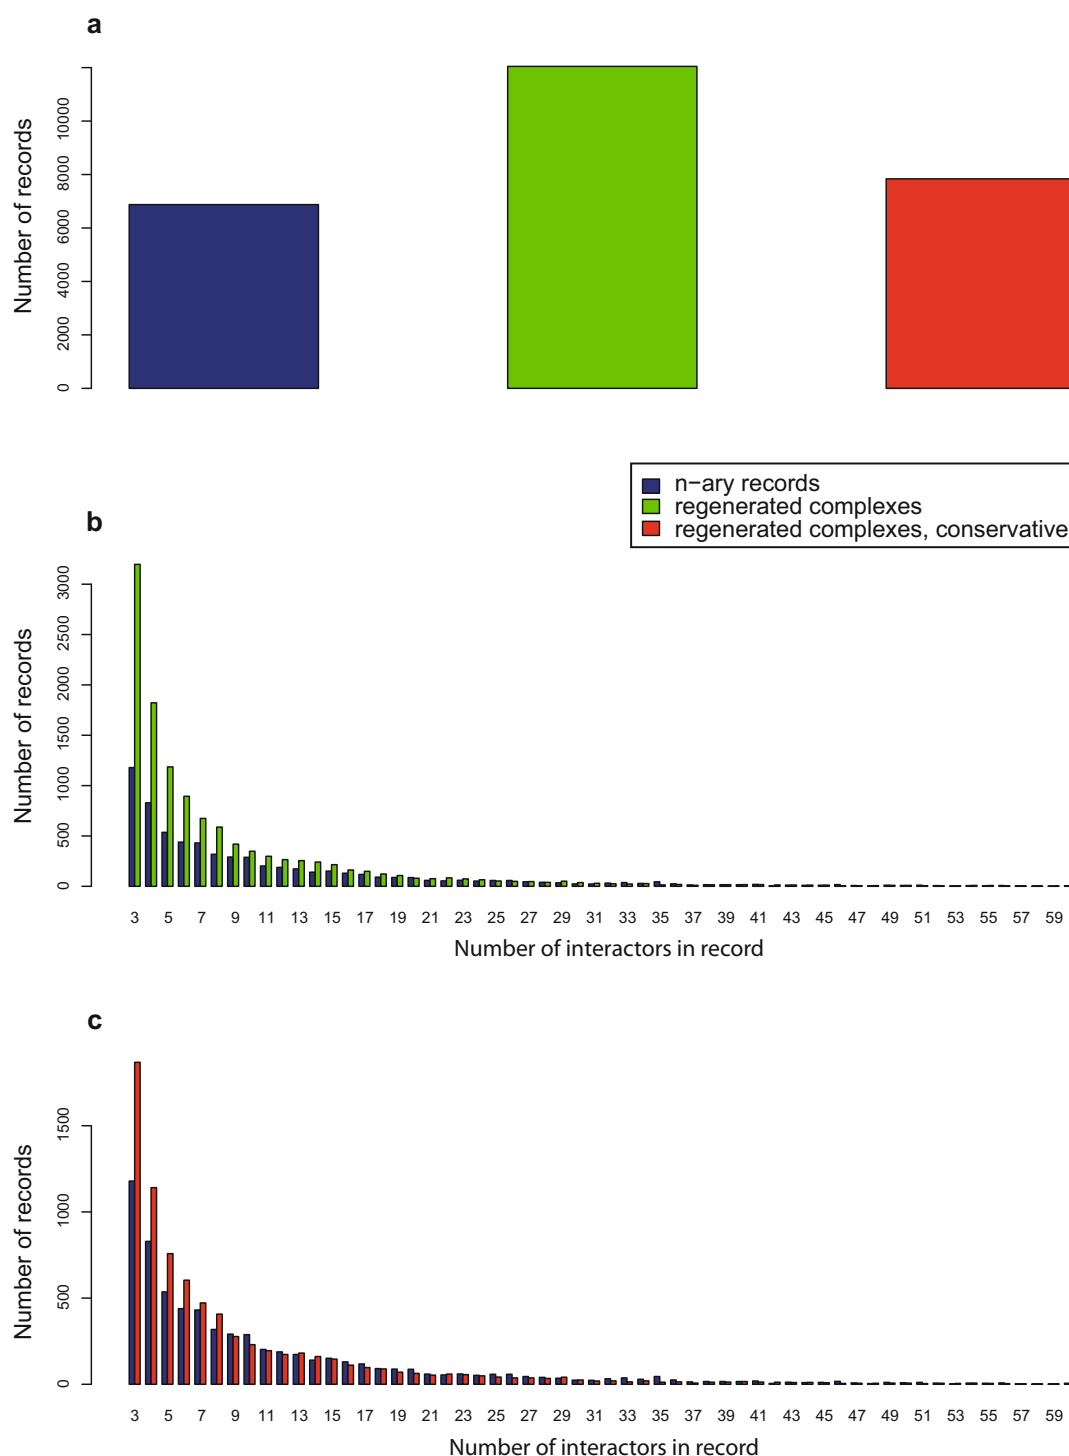 a
Number of records
0 2000 4000 6000 8000 10000
n−ary records
regenerated complexes
regenerated complexes, conservative
b
Number of records
0 500 1000 1500 2000 2500 3000
3 5 7 9 11 13 15 17 19 21 23 25 27 29 31 33 35 37 39 41 43 45 47 49 51 53 55 57 59
Number of interactors in record
c
Number of records
0 500 1000 1500
3 5 7 9 11 13 15 17 19 21 23 25 27 29 31 33 35 37 39 41 43 45 47 49 51 53 55 57 59
Number of interactors in record